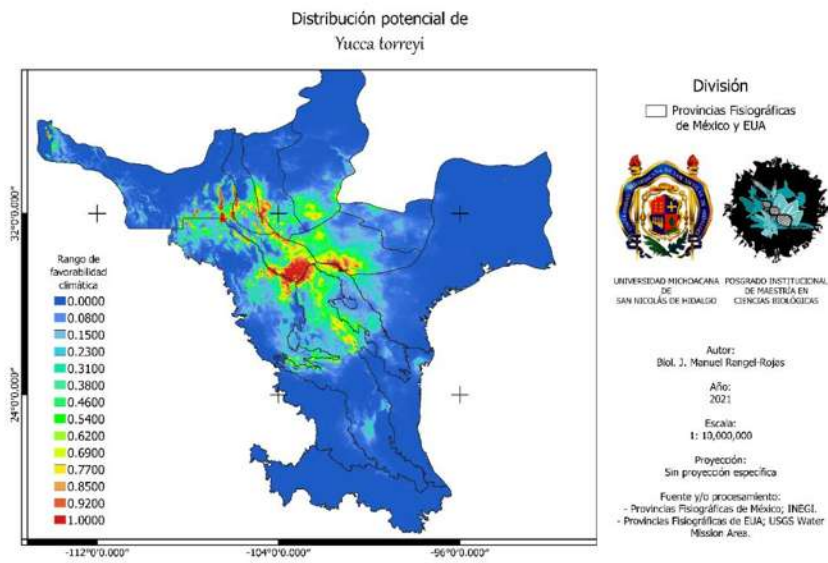 Distribución potencial de
Yucca torreyi
32°0'0.000"
24°0'0.000"
Rango de
favorabilidad
climática
0.0000
0.0800
0.1500
0.2300
0.3100
0.3800
0.4600
0.5400
0.6200
0.6900
0.7700
0.8500
0.9200
1.0000
-112°0'0.000"
-104°0'0.000"
-96°0'0.000"
División
Provincias Fisiográficas
de México y EUA
UNIVERSIDAD MICHOACANA
DE
SAN NICOLÁS DE HIDALGO
POSGRADO INSTITUCIONAL
DE MAESTRÍA EN
CIENCIAS BIOLÓGICAS
Autor:
Biol. J. Manuel Rangel-Rojas
Año:
2021
Escala:
1: 10,000,000
Proyección:
Sin proyección específica
Fuente y/o procesamiento:
- Provincias Fisiográficas de México; INEGI.
- Provincias Fisiográficas de EUA; USGS Water
Mission Area.